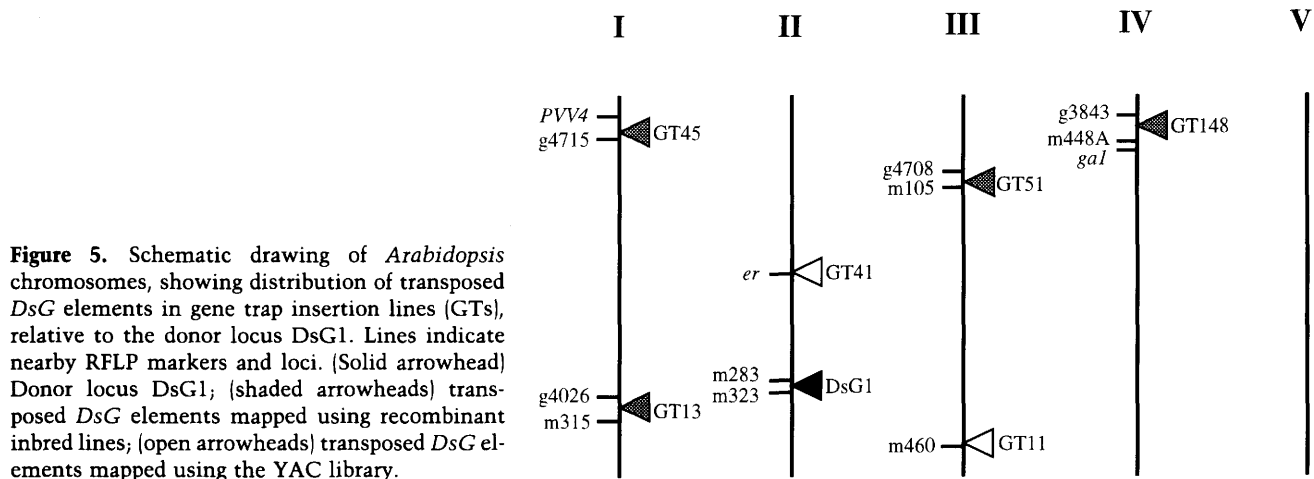 I II III IV V
PVV4
g4715
GT45
g4026
m315
GT13
er
GT41
m283
m323
DsG1
g4708
m105
GT51
m460
GT11
g3843
m448A
ga1
GT148
Figure 5. Schematic drawing of Arabidopsis
chromosomes, showing distribution of transposed
DsG elements in gene trap insertion lines (GTs),
relative to the donor locus DsG1. Lines indicate
nearby RFLP markers and loci. (Solid arrowhead)
Donor locus DsG1; (shaded arrowheads) trans-
posed DsG elements mapped using recombinant
inbred lines; (open arrowheads) transposed DsG el-
ements mapped using the YAC library.